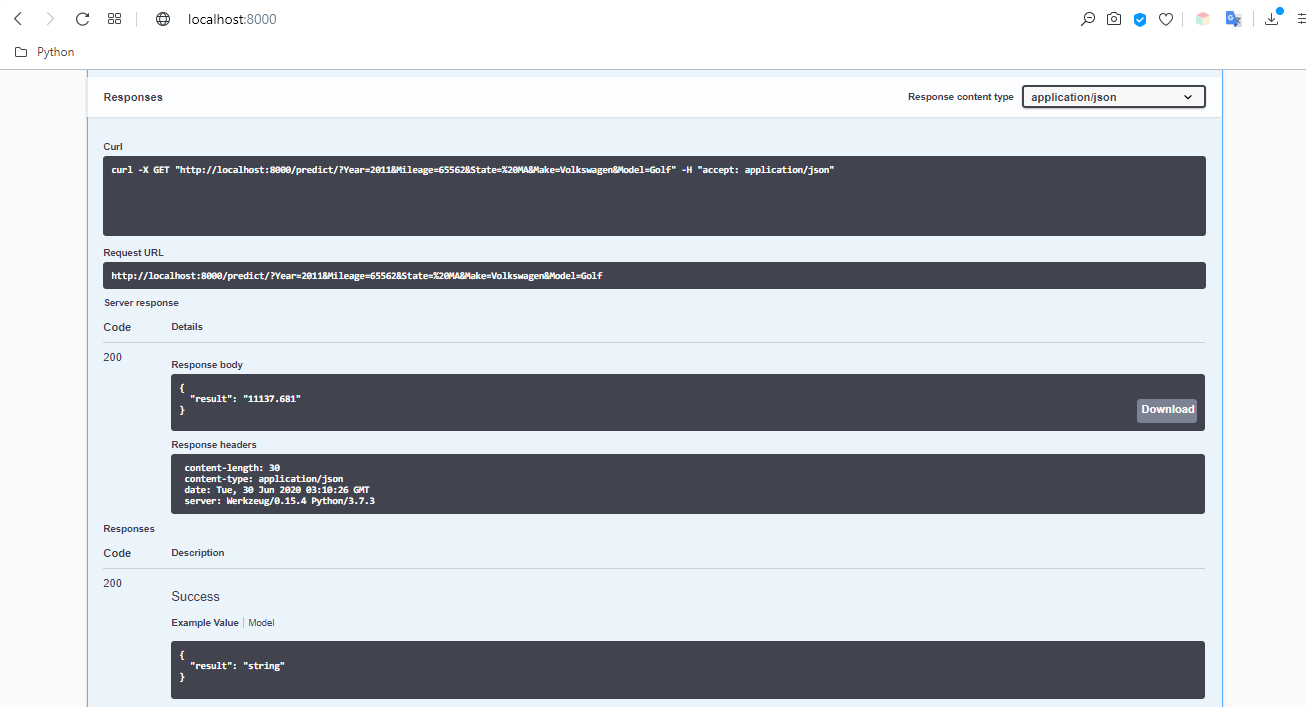 localhost:8000
Python
Responses
Response content type
application/json
Curl
curl -X GET "http://localhost:8000/predict/?Year=2011&Mileage=65562&State=%20MA&Make=Volkswagen&Model=Golf" -H "accept: application/json"
Request URL
http://localhost:8000/predict/?Year=2011&Mileage=65562&State=%20MA&Make=Volkswagen&Model=Golf
Server response
Code Details
200
Response body
{
"result": "11137.681"
}
Download
Response headers
content-length: 30
content-type: application/json
date: Tue, 30 Jun 2020 03:10:26 GMT
server: Werkzeug/0.15.4 Python/3.7.3
Responses
Code Description
200
Success
Example Value Model
{
"result": "string"
}